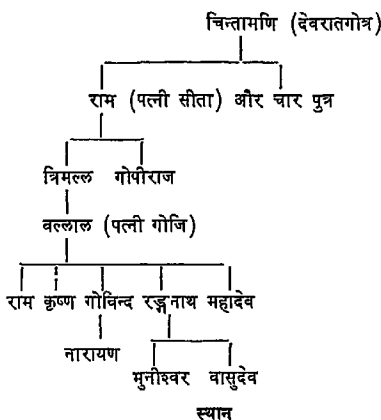 चिन्तामणि (देवरातगोत्र)
राम (पत्नी सीता) और चार पुत्र
त्रिमल्ल गोपीराज
वल्लाल (पत्नी गोजि)
राम कृष्ण गोविन्द रङ्गनाथ महादेव
नारायण
मुनीश्वर वासुदेव
स्थान